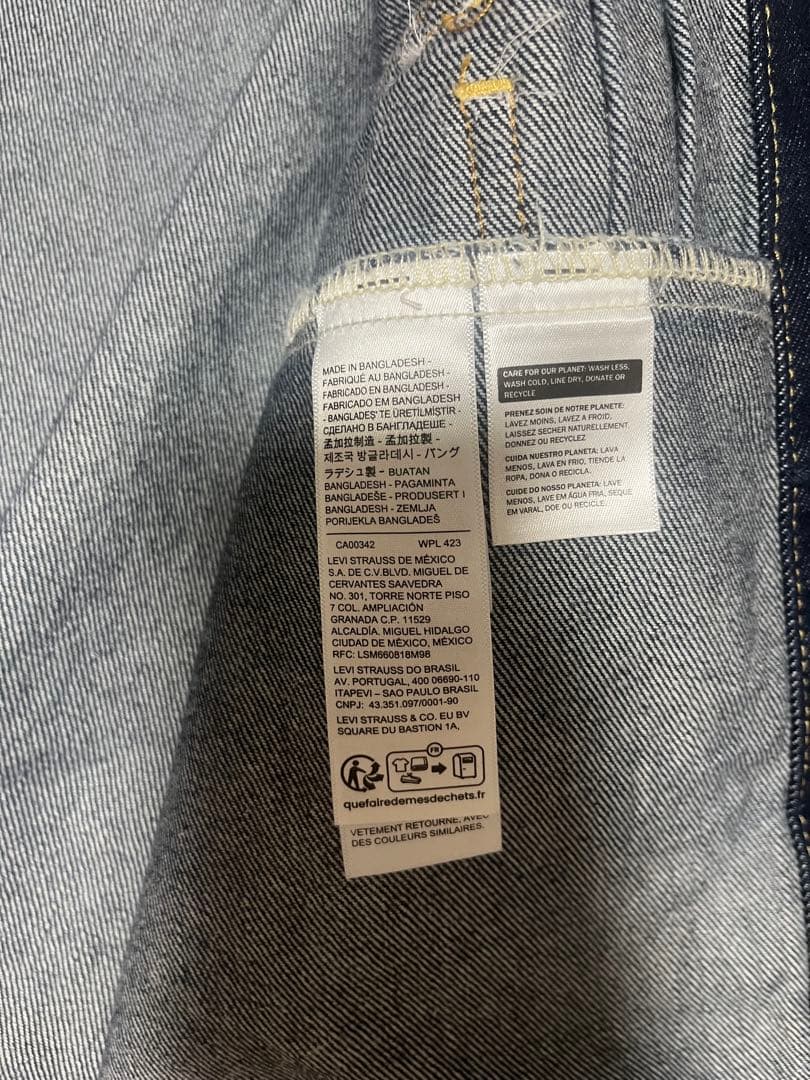 MADE IN BANGLADESH -
FABRIQUÉ AU BANGLADESH -
FABRICADO EN BANGLADESH -
FABRICADO EM BANGLADESH
- BANGLADEŞ' TE ÜRETİLMİŞTİR -
СДЕЛАНО В БАНГЛАДЕШЕ -
孟加拉制造 - 孟加拉製 -
제조국 방글라데시 - バング
ラデシュ製 - BUATAN
BANGLADESH - PAGAMINTA
BANGLADEŠE - PRODUSERT I
BANGLADESH - ZEMLJA
PORIJEKLA BANGLADEŠ
CA00342 WPL 423
LEVI STRAUSS DE MÉXICO
S.A. DE C.V.BLVD. MIGUEL DE
CERVANTES SAAVEDRA
NO. 301, TORRE NORTE PISO
7 COL. AMPLIACIÓN
GRANADA C.P. 11529
ALCALDÍA. MIGUEL HIDALGO
CIUDAD DE MÉXICO, MÉXICO
RFC: LSM660818M98
LEVI STRAUSS DO BRASIL
AV. PORTUGAL, 400 06690-110
ITAPEVI – SAO PAULO BRASIL
CNPJ: 43.351.097/0001-90
LEVI STRAUSS & CO. EU BV
SQUARE DU BASTION 1A,
FR
quefairedemesdechets.fr
VETEMENT RETOURNE, AVEC
DES COULEURS SIMILAIRES.
CARE FOR OUR PLANET: WASH LESS,
WASH COLD, LINE DRY, DONATE OR
RECYCLE
PRENEZ SOIN DE NOTRE PLANETE:
LAVEZ MOINS, LAVEZ A FROID,
LAISSEZ SECHER NATURELLEMENT,
DONNEZ OU RECYCLEZ
CUIDA NUESTRO PLANETA: LAVA
MENOS, LAVA EN FRIO, TIENDE LA
ROPA, DONA O RECICLA.
CUIDE DO NOSSO PLANETA: LAVE
MENOS, LAVE EM ÁGUA FRIA, SEQUE
EM VARAL, DOE OU RECICLE.